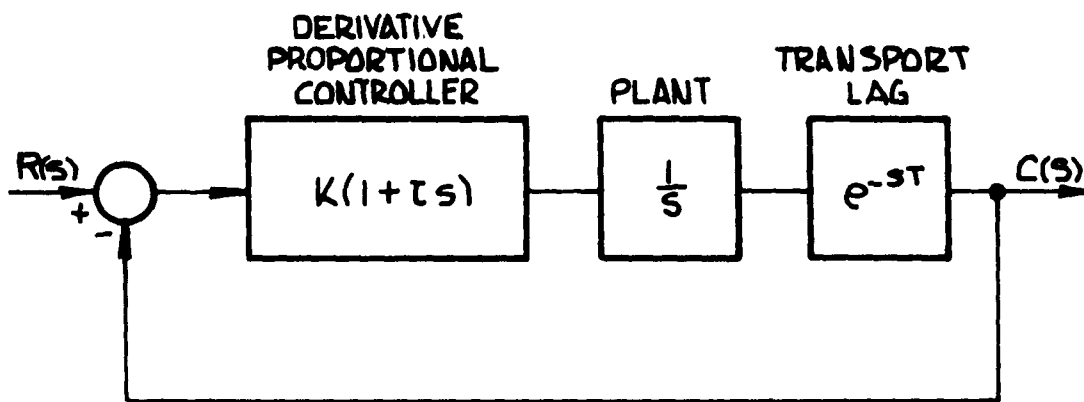 DERIVATIVE
PROPORTIONAL
CONTROLLER
PLANT
TRANSPORT
LAG
R(s)
+
-
K(1+τs)
1
s
e^{-sT}
C(s)